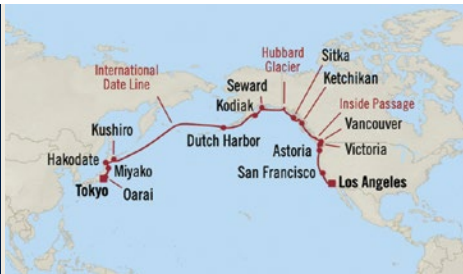 Hubbard
Glacier
Sitka
International
Date Line
Ketchikan
Seward
Inside Passage
Kodiak
Vancouver
Kushiro
Dutch Harbor
Victoria
Hakodate
Astoria
Miyako
San Francisco
Tokyo
Oarai
Los Angeles